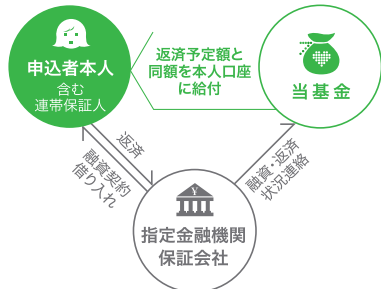 申込者本人
含む
連帯保証人
返済予定額と
同額を本人口座
に給付
当基金
返済
融資契約
借り入れ
融資・返済
状況連絡
¥
指定金融機関
保証会社